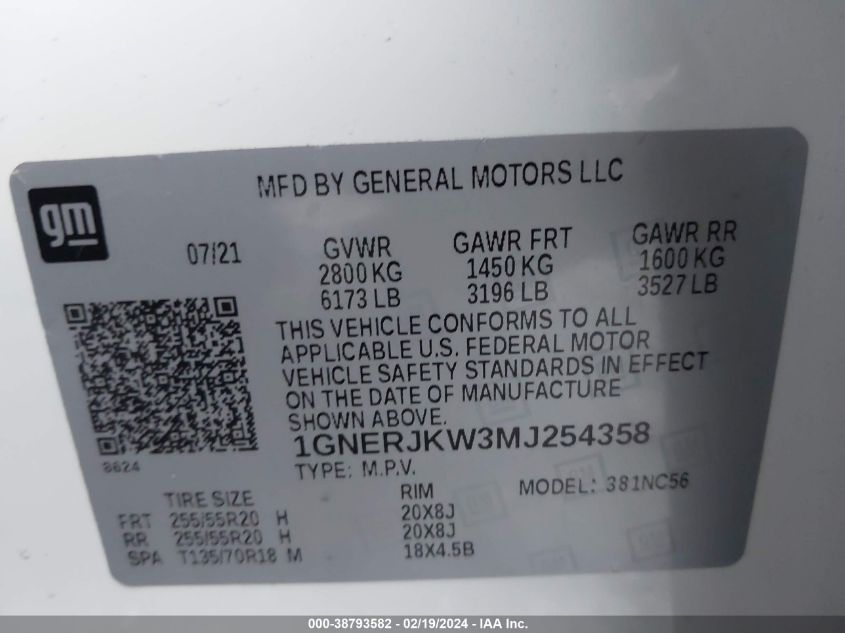 MFD BY GENERAL MOTORS LLC
gm
07/21
GVWR GAWR FRT GAWR RR
2800 KG 1450 KG 1600 KG
6173 LB 3196 LB 3527 LB
THIS VEHICLE CONFORMS TO ALL
APPLICABLE U.S. FEDERAL MOTOR
VEHICLE SAFETY STANDARDS IN EFFECT
ON THE DATE OF MANUFACTURE
SHOWN ABOVE.
1GNERJKW3MJ254358
8624
TYPE: M.P.V. MODEL: 381NC56
TIRE SIZE RIM
FRT 255/55R20 H 20X8J
RR 255/55R20 H 20X8J
SPA T135/70R18 M 18X4.5B
000-38793582 - 02/19/2024 - IAA Inc.